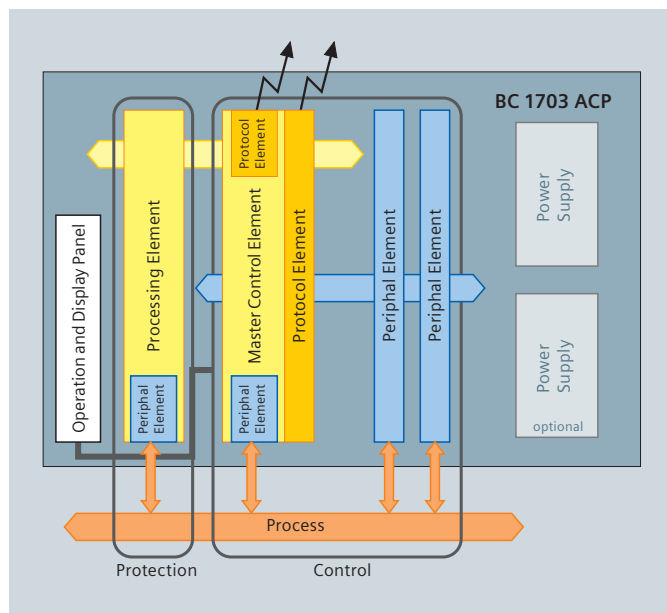 BC 1703 ACP
Operation and Display Panel
Processing Element
Periphal
Element
Master Control Element
Protocol
Element
Periphal
Element
Protocol Element
Periphal Element
Periphal Element
Power
Supply
Power
Supply
optional
Process
Protection
Control